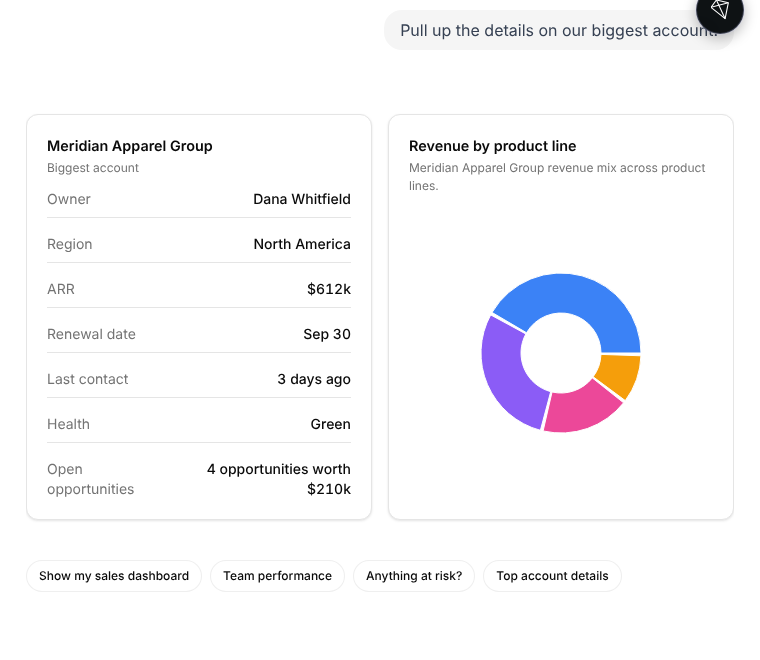 Pull up the details on our biggest account.
Meridian Apparel Group
Biggest account
Owner Dana Whitfield
Region North America
ARR $612k
Renewal date Sep 30
Last contact 3 days ago
Health Green
Open opportunities 4 opportunities worth $210k
Revenue by product line
Meridian Apparel Group revenue mix across product
lines.
Show my sales dashboard
Team performance
Anything at risk?
Top account details